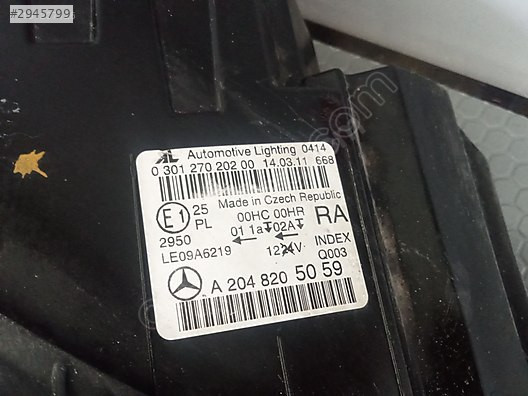 #2945799
AL Automotive Lighting 0414
0 301 270 202 00 14.03.11 668
Made in Czech Republic
E1 25 00HC 00HR RA
PL 01 1a 02A
2950
LE09A6219 1224V INDEX
Q003
A 204 820 50 59